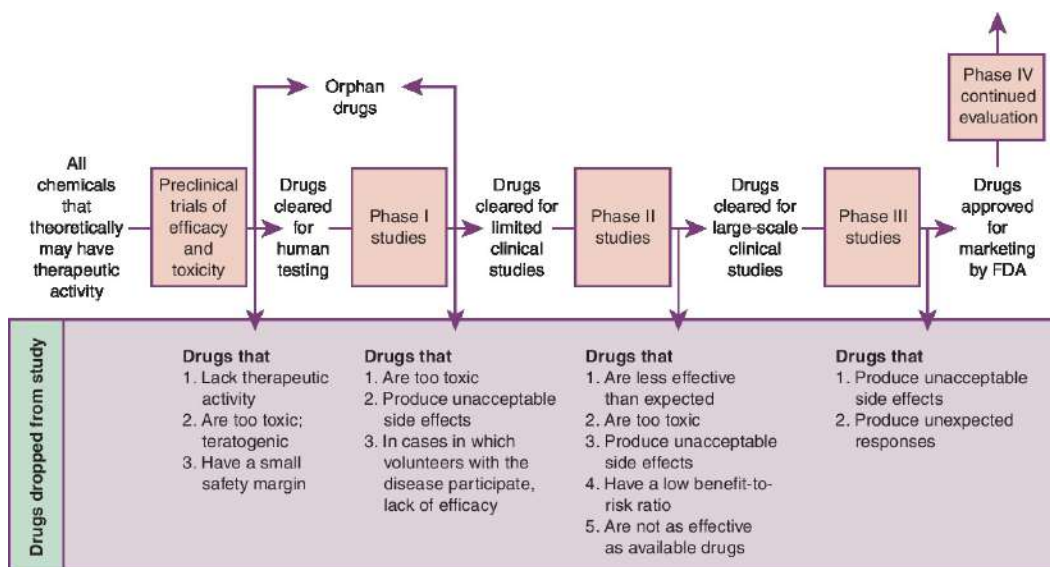 Phase IV
continued
evaluation
Orphan
drugs
All
chemicals
that
theoretically
may have
therapeutic
activity
Preclinical
trials of
efficacy
and
toxicity
Drugs
cleared
for
human
testing
Phase I
studies
Drugs
cleared for
limited clinical
studies
Phase II
studies
Drugs
cleared for
large-scale
clinical
studies
Phase III
studies
Drugs
approved
for
marketing
by FDA
Drugs dropped from study
Drugs that
1. Lack therapeutic
activity
2. Are too toxic;
teratogenic
3. Have a small
safety margin
Drugs that
1. Are too toxic
2. Produce unacceptable
side effects
3. In cases in which
volunteers with the
disease participate,
lack of efficacy
Drugs that
1. Are less effective
than expected
2. Are too toxic
3. Produce unacceptable
side effects
4. Have a low benefit-to-
risk ratio
5. Are not as effective
as available drugs
Drugs that
1. Produce unacceptable
side effects
2. Produce unexpected
responses